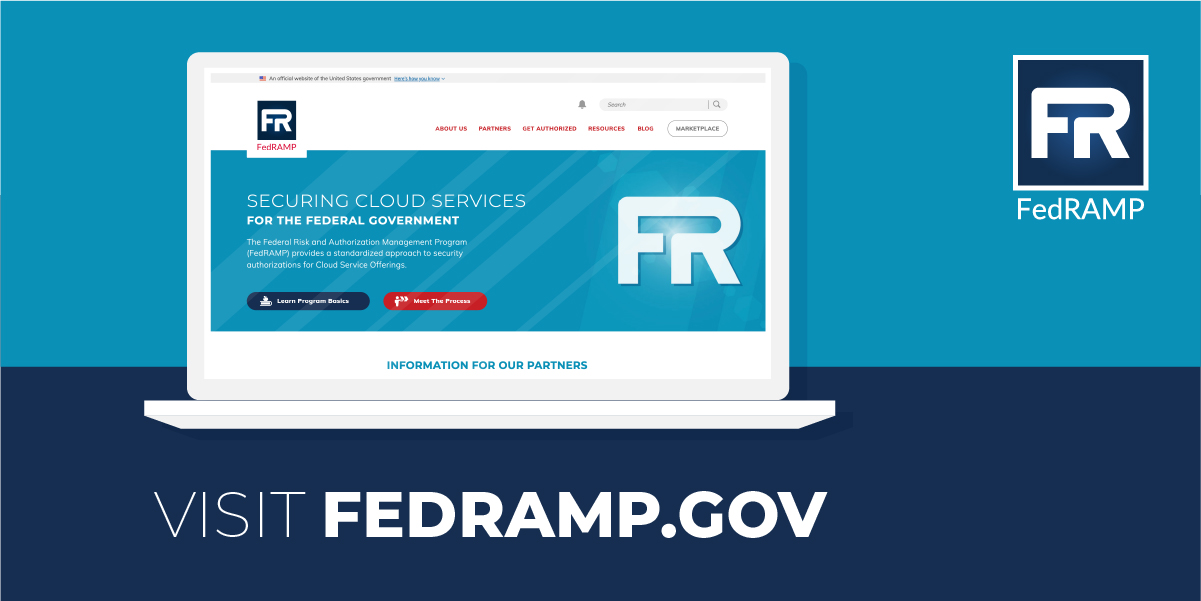 An official website of the United States government Here's how you know
Search
FR
FedRAMP
ABOUT US PARTNERS GET AUTHORIZED RESOURCES BLOG MARKETPLACE
SECURING CLOUD SERVICES
FOR THE FEDERAL GOVERNMENT
The Federal Risk and Authorization Management Program
(FedRAMP) provides a standardized approach to security
authorizations for Cloud Service Offerings.
Learn Program Basics Meet The Process
FR
INFORMATION FOR OUR PARTNERS
FR
FedRAMP
VISIT FEDRAMP.GOV